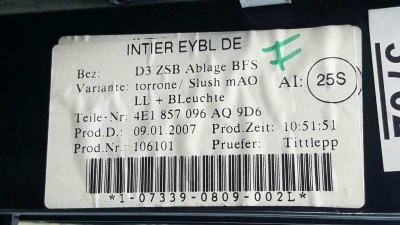 INTIER EYBL DE
F
Bez: D3 ZSB Ablage BFS
Variante: torrone/ Slush mAO AI: 25S
LL + BLeuchte
Teile-Nr: 4E1 857 096 AQ 9D6
Prod.D.: 09.01.2007 Prod.Zeit: 10:51:51
Prod.Nr.: 106101 Pruefer: Tittlepp
*1-07339-0809-002L*